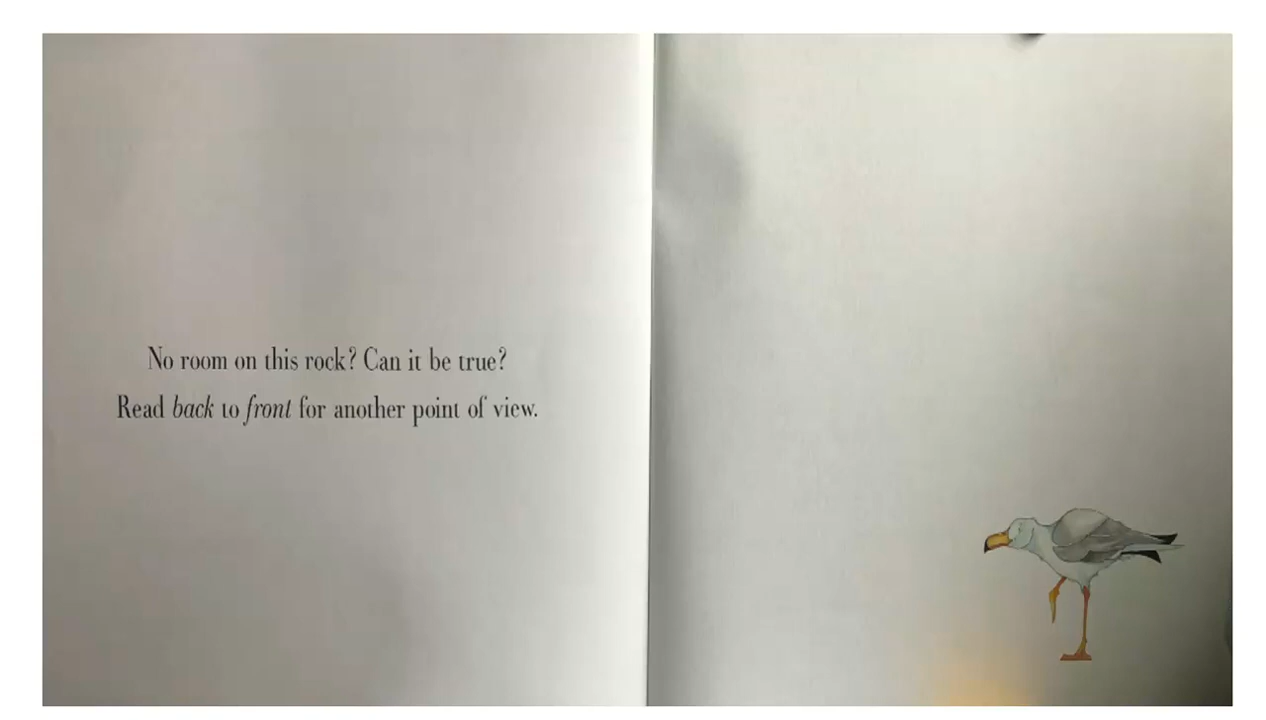 No room on this rock? Can it be true?
Read back to front for another point of view.